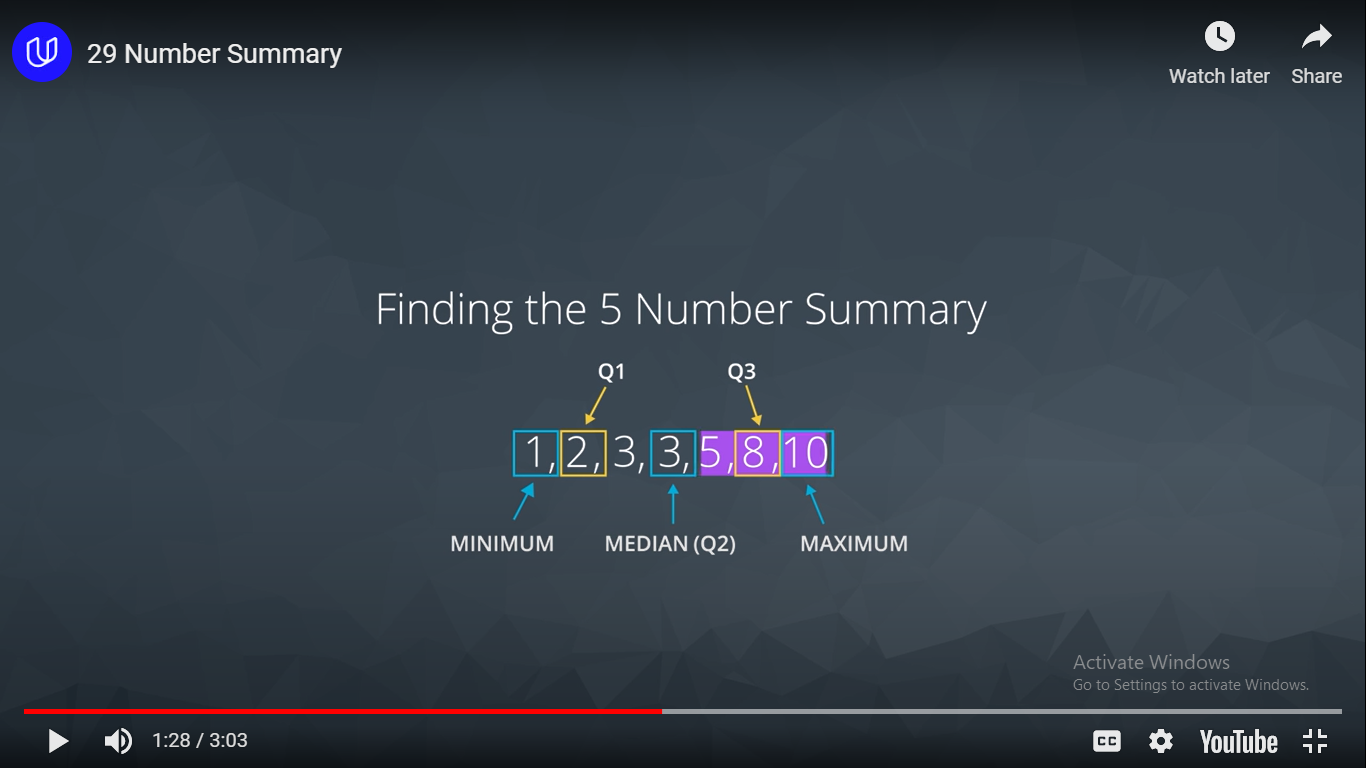 29 Number Summary
Watch later
Share
Finding the 5 Number Summary
Q1
Q3
1, 2, 3, 3, 5, 8, 10
MINIMUM
MEDIAN (Q2)
MAXIMUM
Activate Windows
Go to Settings to activate Windows.
1:28 / 3:03
CC
YouTube